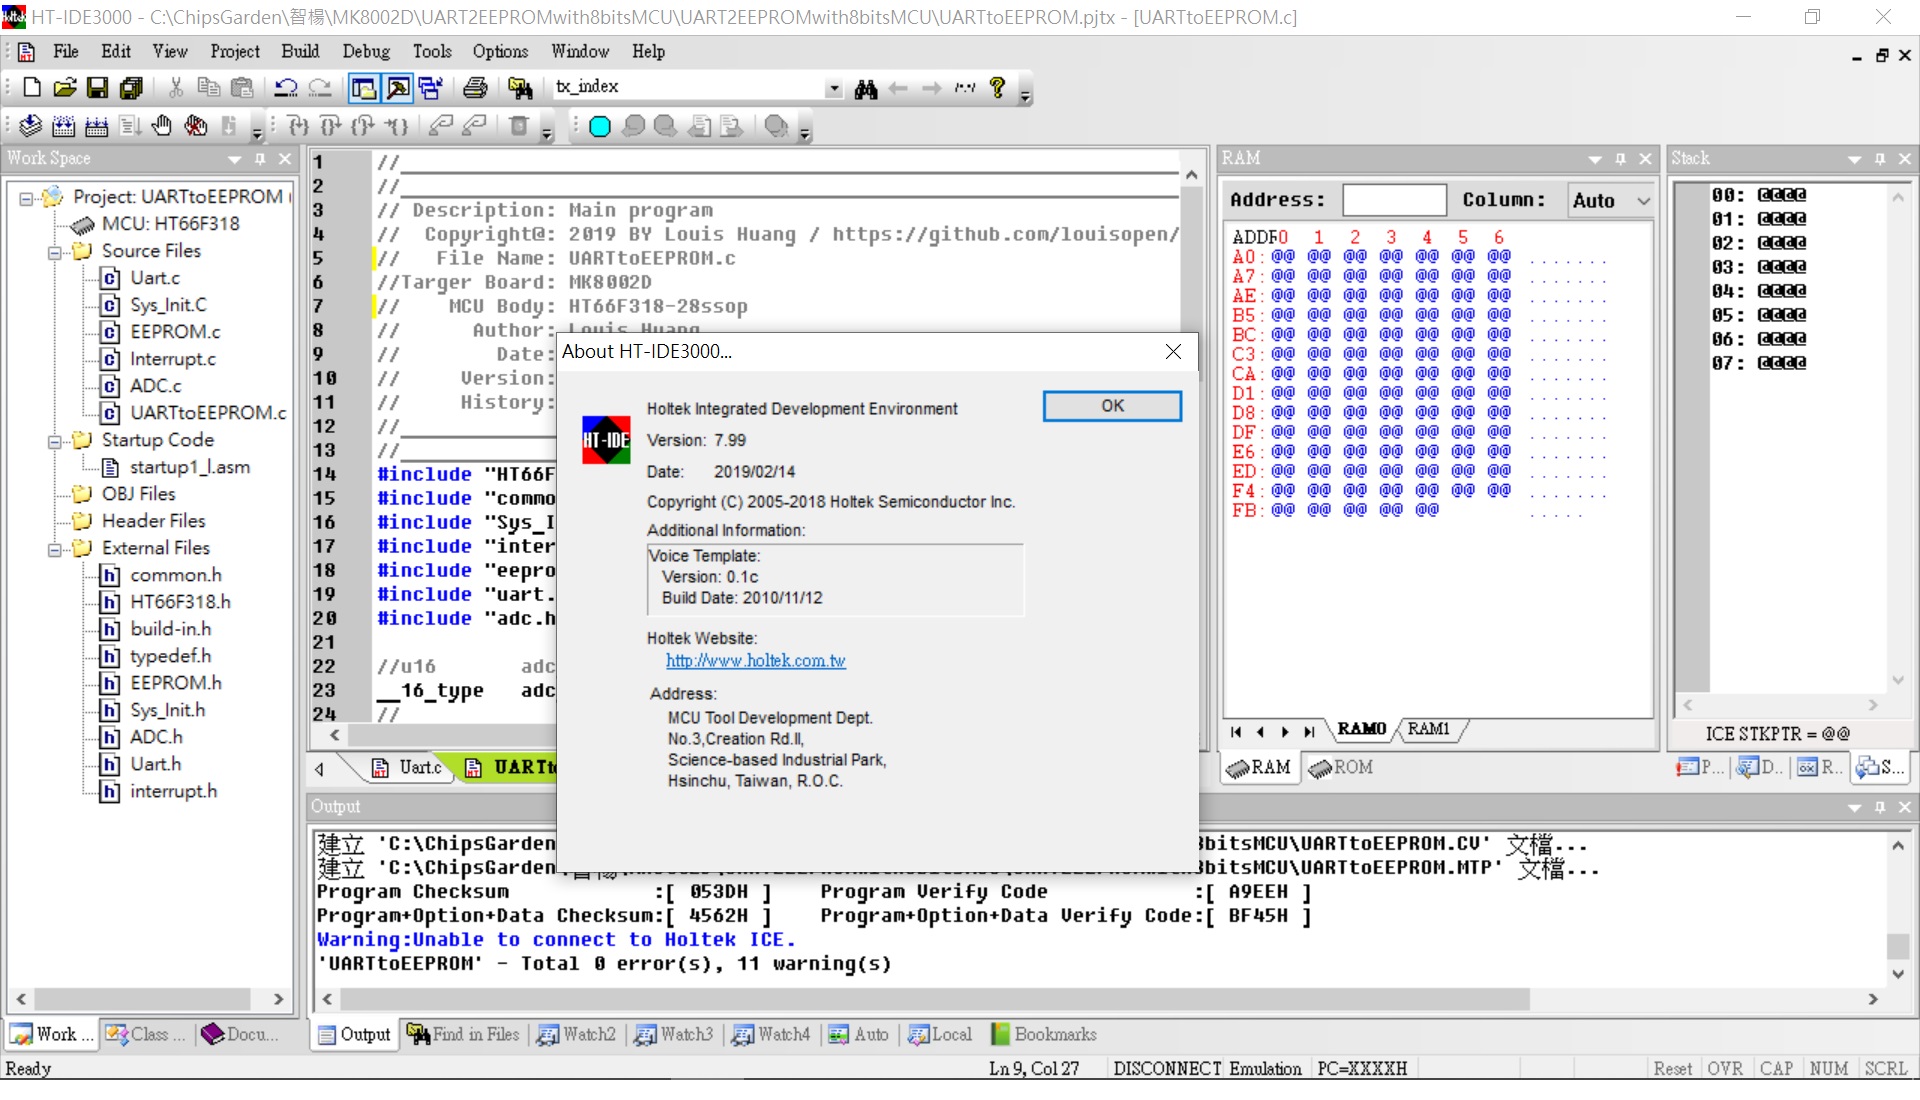 HT-IDE3000 - C:\ChipsGarden\智楊\MK8002D\UART2EEPROMwith8bitsMCU\UART2EEPROMwith8bitsMCU\UARTtoEEPROM.pjtx - [UARTtoEEPROM.c]
File Edit View Project Build Debug Tools Options Window Help
tx_index
Work Space
Project: UARTtoEEPROM (
MCU: HT66F318
Source Files
Uart.c
Sys_Init.C
EEPROM.c
Interrupt.c
ADC.c
UARTtoEEPROM.c
Startup Code
startup1_l.asm
OBJ Files
Header Files
External Files
common.h
HT66F318.h
build-in.h
typedef.h
EEPROM.h
Sys_Init.h
ADC.h
Uart.h
interrupt.h
Work ... Class ... Docu...
1 //
2 //
3 // Description: Main program
4 // Copyright@: 2019 BY Louis Huang / https://github.com/louisopen/
5 // File Name: UARTtoEEPROM.c
6 //Targer Board: MK8002D
7 // MCU Body: HT66F318-28ssop
8 // Author: Louis Huang
9 // Date:
10 // Version:
11 // History:
12 //
13 //
14 #include "HT66F
15 #include "commo
16 #include "Sys_I
17 #include "inter
18 #include "eepro
19 #include "uart.
20 #include "adc.h
21
22 //u16 adc
23 __16_type adc
24 //
Uart.c UARTto
About HT-IDE3000...
HT-IDE
Holtek Integrated Development Environment
OK
Version: 7.99
Date: 2019/02/14
Copyright (C) 2005-2018 Holtek Semiconductor Inc.
Additional Information:
Voice Template:
Version: 0.1c
Build Date: 2010/11/12
Holtek Website:
http://www.holtek.com.tw
Address:
MCU Tool Development Dept.
No.3,Creation Rd.II,
Science-based Industrial Park,
Hsinchu, Taiwan, R.O.C.
RAM
Address: Column: Auto
ADDR0 1 2 3 4 5 6
A0: @@ @@ @@ @@ @@ @@ @@ .......
A7: @@ @@ @@ @@ @@ @@ @@ .......
AE: @@ @@ @@ @@ @@ @@ @@ .......
B5: @@ @@ @@ @@ @@ @@ @@ .......
BC: @@ @@ @@ @@ @@ @@ @@ .......
C3: @@ @@ @@ @@ @@ @@ @@ .......
CA: @@ @@ @@ @@ @@ @@ @@ .......
D1: @@ @@ @@ @@ @@ @@ @@ .......
D8: @@ @@ @@ @@ @@ @@ @@ .......
DF: @@ @@ @@ @@ @@ @@ @@ .......
E6: @@ @@ @@ @@ @@ @@ @@ .......
ED: @@ @@ @@ @@ @@ @@ @@ .......
F4: @@ @@ @@ @@ @@ @@ @@ .......
FB: @@ @@ @@ @@ @@ .....
RAM0 RAM1
RAM ROM
Stack
00: @@@@
01: @@@@
02: @@@@
03: @@@@
04: @@@@
05: @@@@
06: @@@@
07: @@@@
ICE STKPTR = @@
P... D.. R.. S...
Output
建立 'C:\ChipsGarden 8bitsMCU\UARTtoEEPROM.CV' 文檔...
建立 'C:\ChipsGarden 8bitsMCU\UARTtoEEPROM.MTP' 文檔...
Program Checksum :[ 053DH ] Program Verify Code :[ A9EEH ]
Program+Option+Data Checksum:[ 4562H ] Program+Option+Data Verify Code:[ BF45H ]
Warning:Unable to connect to Holtek ICE.
'UARTtoEEPROM' - Total 0 error(s), 11 warning(s)
Output Find in Files Watch2 Watch3 Watch4 Auto Local Bookmarks
Ready Ln 9, Col 27 DISCONNECT Emulation PC=XXXXH Reset OVR CAP NUM SCRL